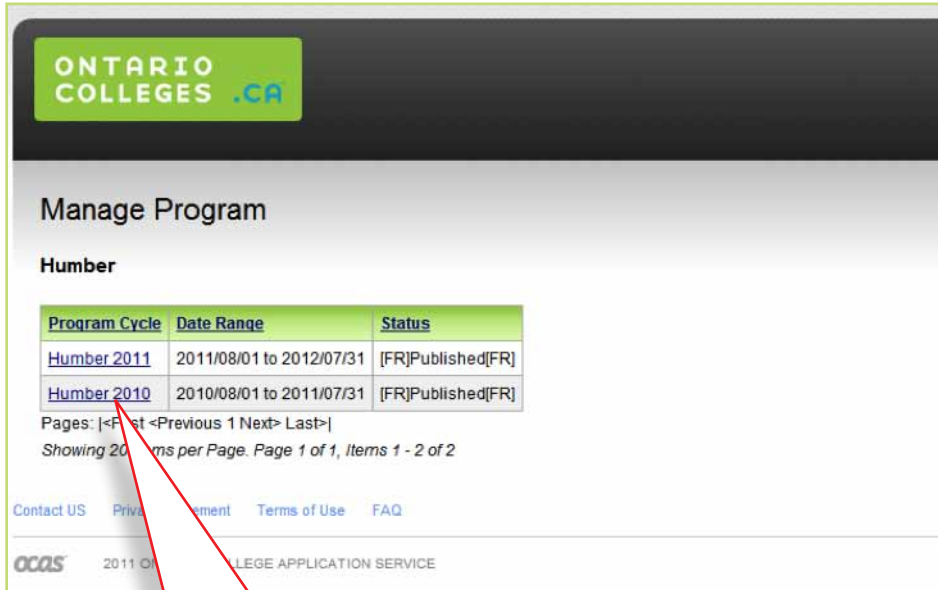 ONTARIO
COLLEGES .CA
Manage Program
Humber
Program Cycle Date Range Status
Humber 2011 2011/08/01 to 2012/07/31 [FR]Published[FR]
Humber 2010 2010/08/01 to 2011/07/31 [FR]Published[FR]
Pages: |<First <Previous 1 Next> Last>|
Showing 20 per Page. Page 1 of 1, Items 1 - 2 of 2
Contact US Terms of Use FAQ
ocas 2011 APPLICATION SERVICE